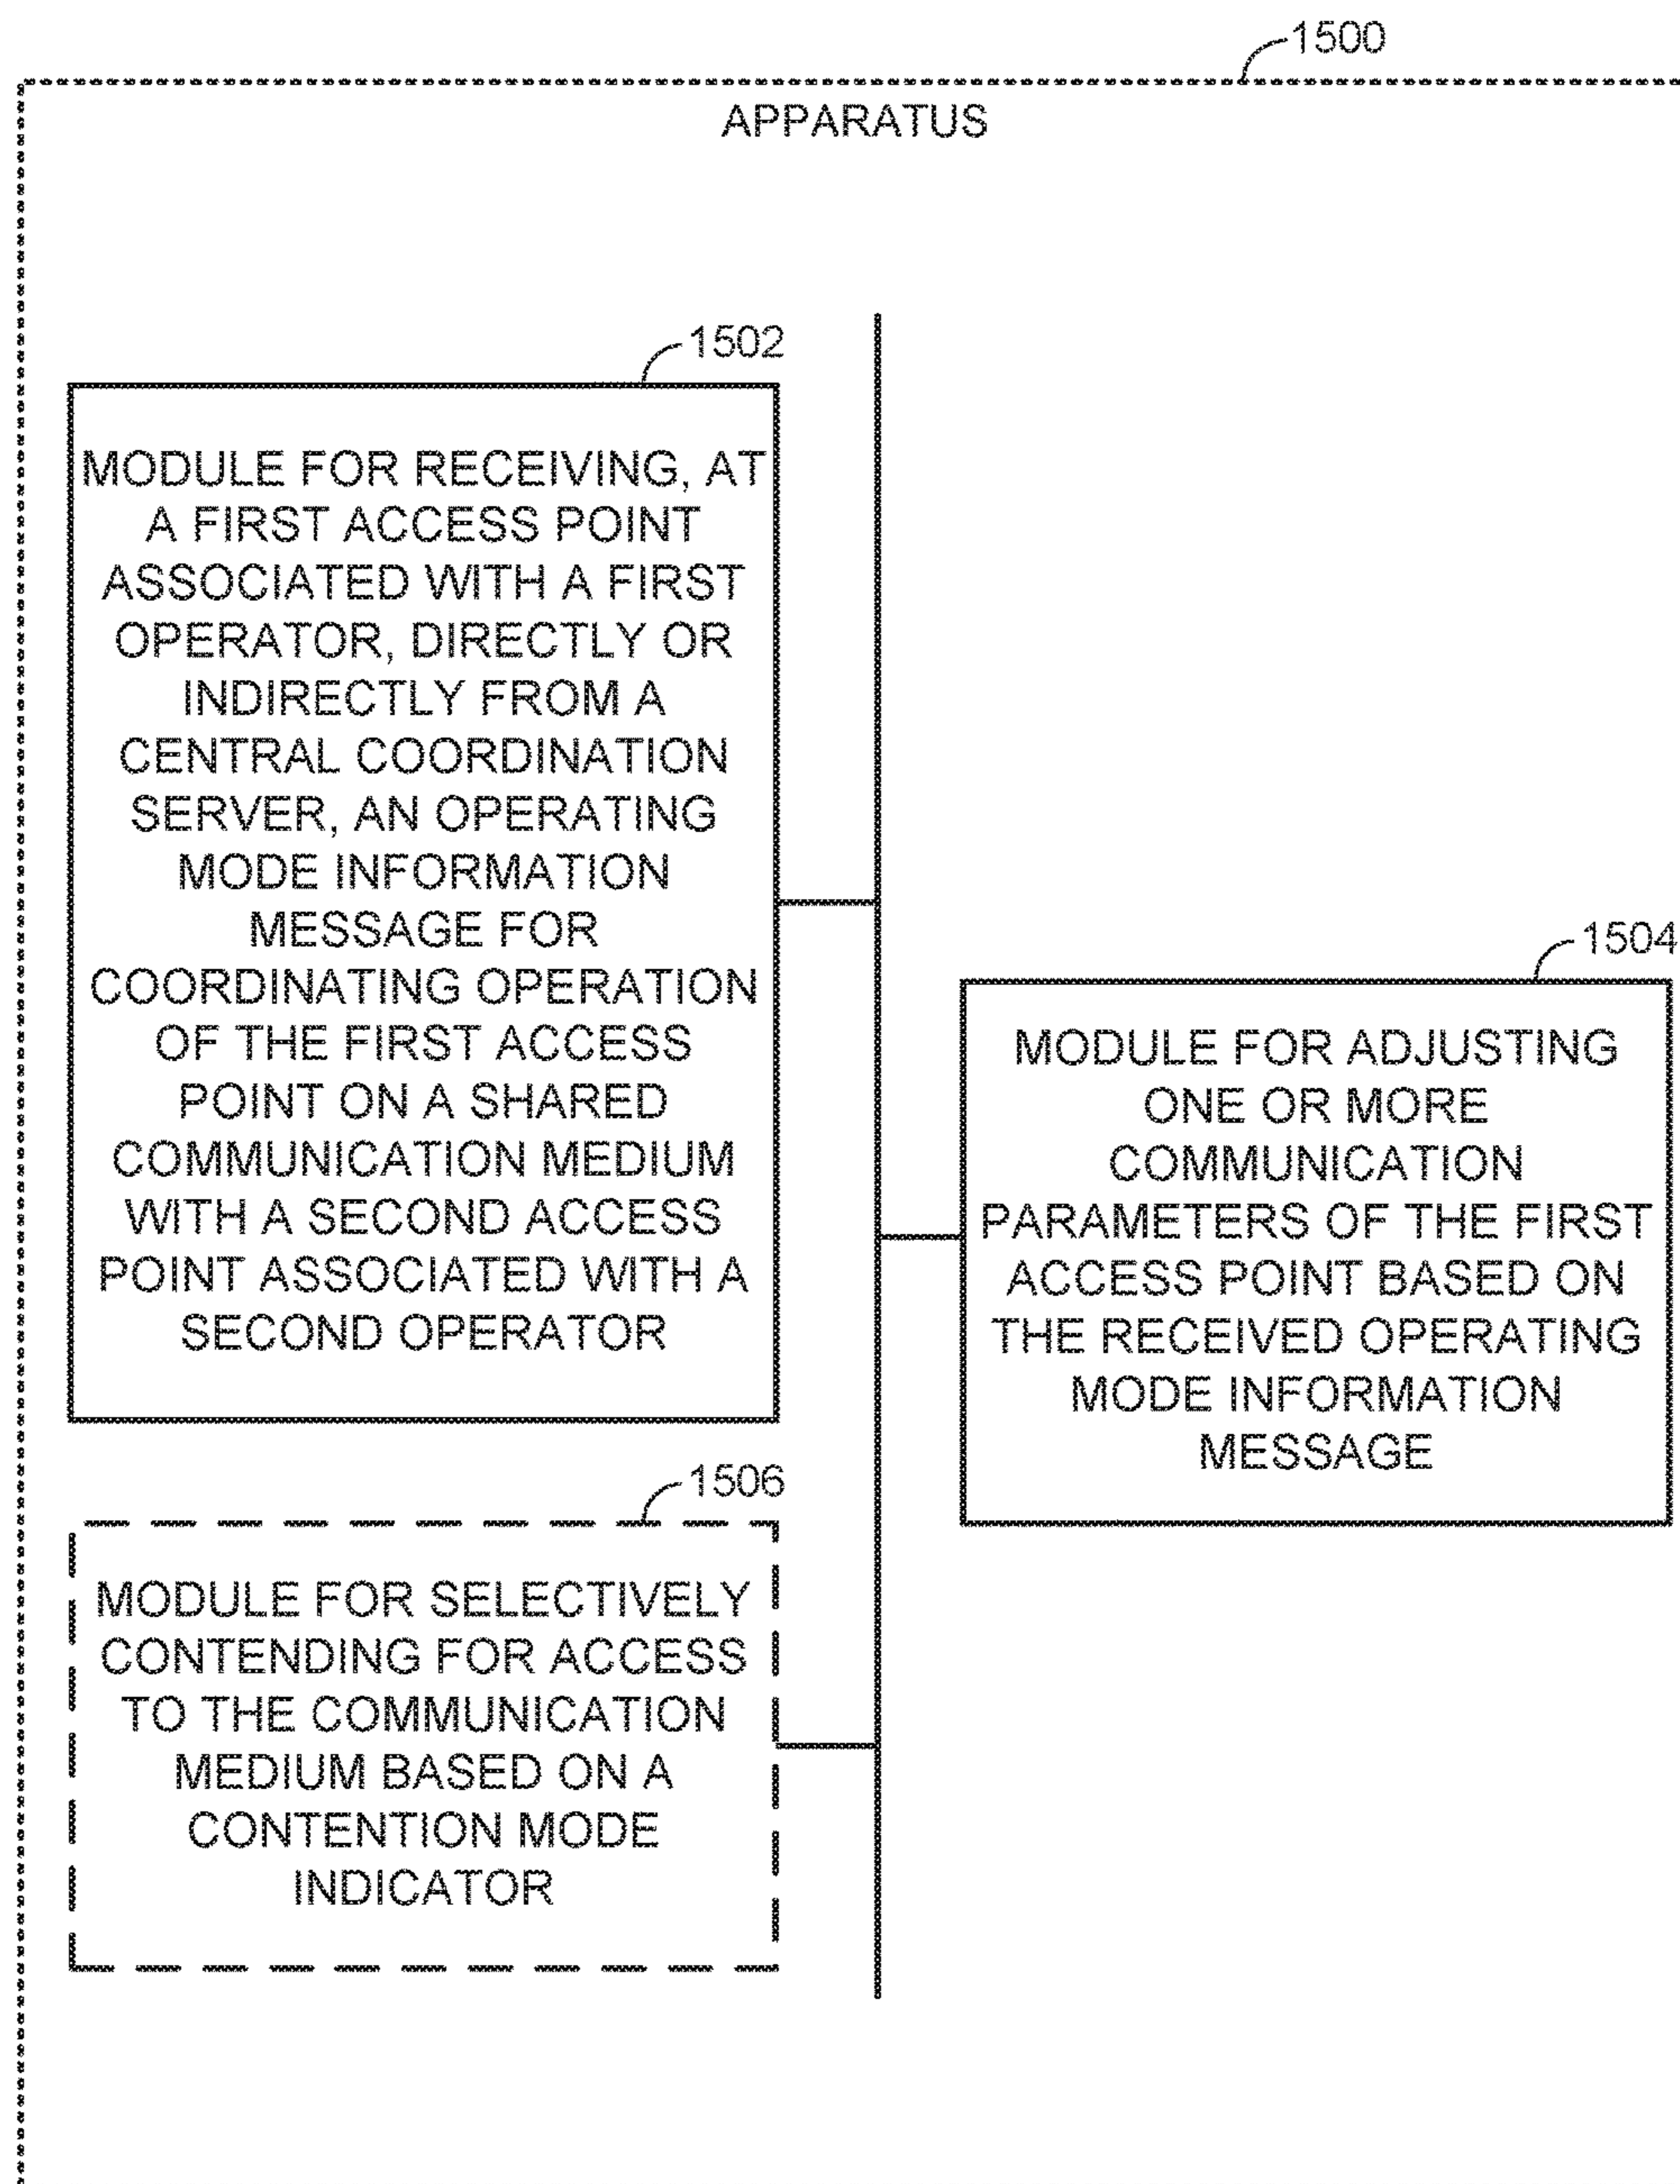 1500
APPARATUS
1502
MODULE FOR RECEIVING, AT
A FIRST ACCESS POINT
ASSOCIATED WITH A FIRST
OPERATOR, DIRECTLY OR
INDIRECTLY FROM A
CENTRAL COORDINATION
SERVER, AN OPERATING
MODE INFORMATION
MESSAGE FOR
COORDINATING OPERATION
OF THE FIRST ACCESS
POINT ON A SHARED
COMMUNICATION MEDIUM
WITH A SECOND ACCESS
POINT ASSOCIATED WITH A
SECOND OPERATOR
1504
MODULE FOR ADJUSTING
ONE OR MORE
COMMUNICATION
PARAMETERS OF THE FIRST
ACCESS POINT BASED ON
THE RECEIVED OPERATING
MODE INFORMATION
MESSAGE
1506
MODULE FOR SELECTIVELY
CONTENDING FOR ACCESS
TO THE COMMUNICATION
MEDIUM BASED ON A
CONTENTION MODE
INDICATOR